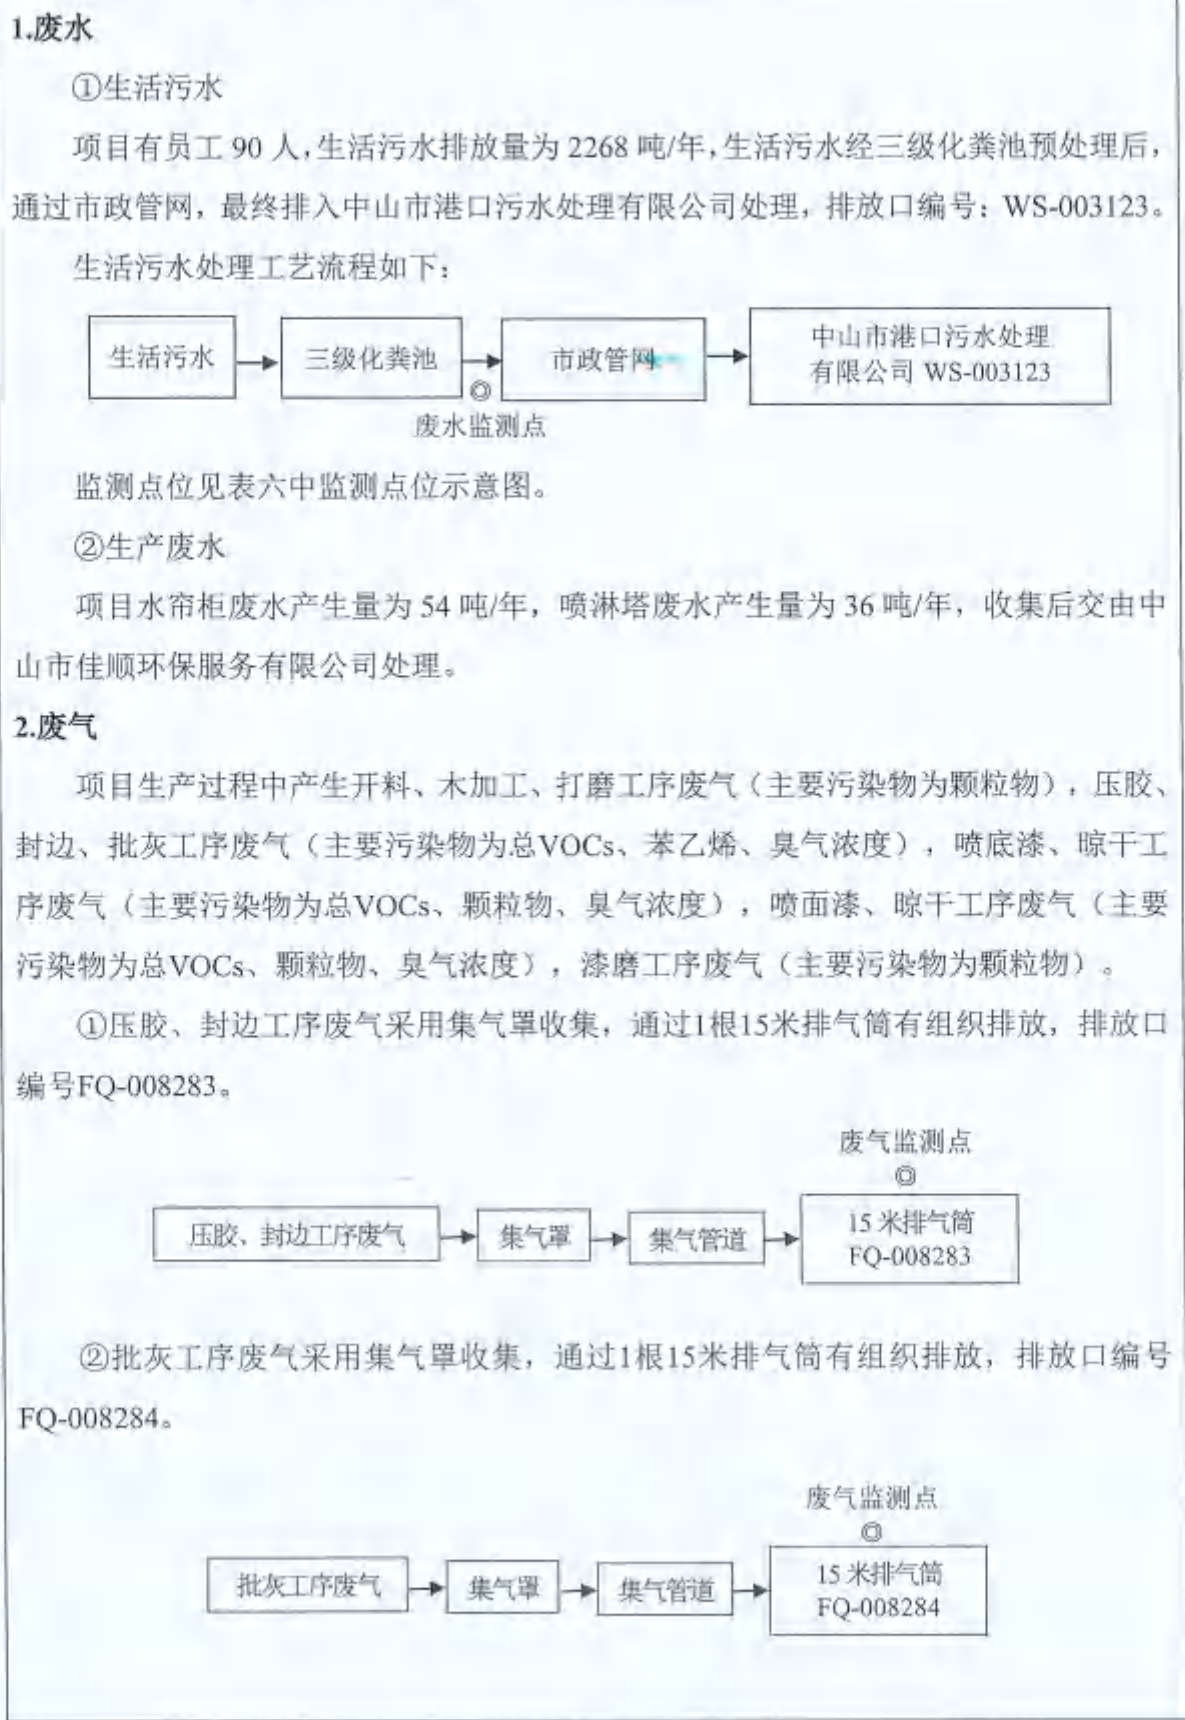 1.废水
①生活污水
项目有员工 90 人，生活污水排放量为 2268 吨/年，生活污水经三级化粪池预处理后，
通过市政管网，最终排入中山市港口污水处理有限公司处理，排放口编号：WS-003123。
生活污水处理工艺流程如下：
生活污水
三级化粪池
市政管网
中山市港口污水处理
有限公司 WS-003123
◎
废水监测点
监测点位见表六中监测点位示意图。
②生产废水
项目水帘柜废水产生量为 54 吨/年，喷淋塔废水产生量为 36 吨/年，收集后交由中
山市佳顺环保服务有限公司处理。
2.废气
项目生产过程中产生开料、木加工、打磨工序废气（主要污染物为颗粒物），压胶、
封边、批灰工序废气（主要污染物为总VOCs、苯乙烯、臭气浓度），喷底漆、晾干工
序废气（主要污染物为总VOCs、颗粒物、臭气浓度），喷面漆、晾干工序废气（主要
污染物为总VOCs、颗粒物、臭气浓度），漆磨工序废气（主要污染物为颗粒物）。
①压胶、封边工序废气采用集气罩收集，通过1根15米排气筒有组织排放，排放口
编号FQ-008283。
废气监测点
◎
压胶、封边工序废气
集气罩
集气管道
15 米排气筒
FQ-008283
②批灰工序废气采用集气罩收集，通过1根15米排气筒有组织排放，排放口编号
FQ-008284。
废气监测点
◎
批灰工序废气
集气罩
集气管道
15 米排气筒
FQ-008284